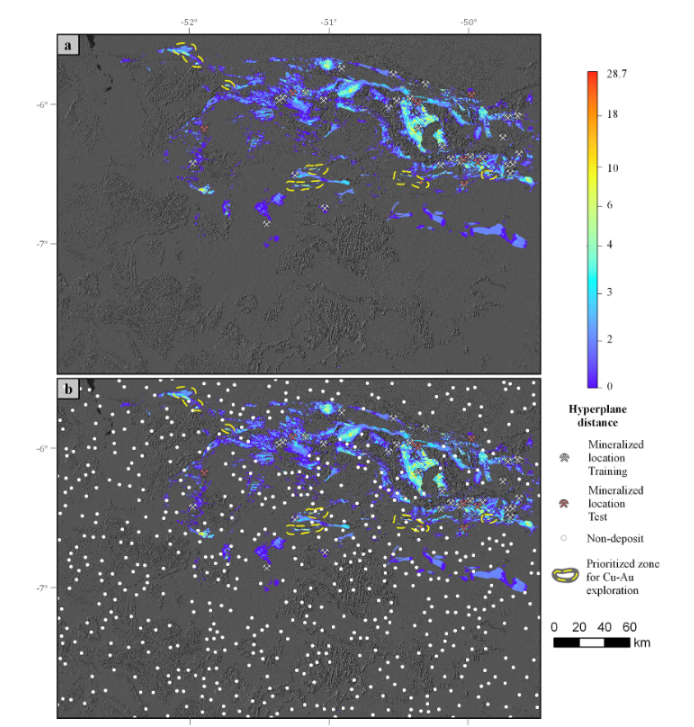 -52°
-51°
-50°
a
-6°
-7°
28.7
18
10
6
4
3
2
0
Hyperplane
distance
b
-6°
-7°
Mineralized
location
Training
Mineralized
location
Test
Non-deposit
Prioritized zone
for Cu-Au
exploration
0 20 40 60
km